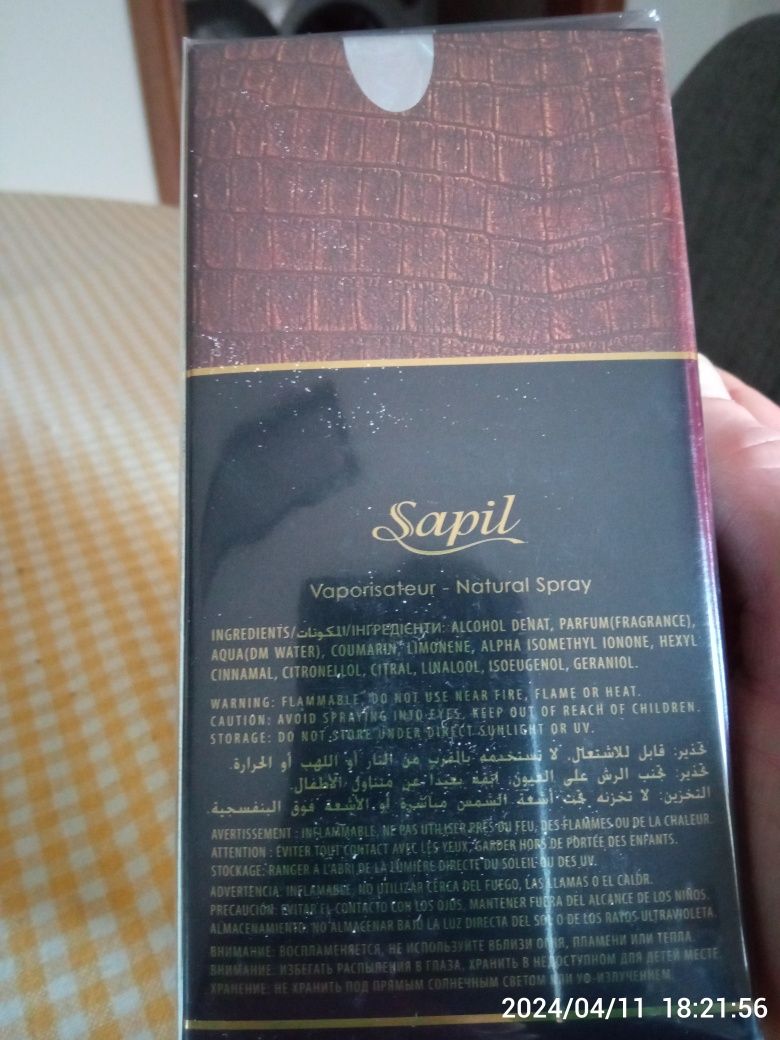 Sapil
Vaporisateur - Natural Spray
INGREDIENTS/المكونات/ІНГРЕДІЄНТИ: ALCOHOL DENAT, PARFUM(FRAGRANCE),
AQUA(DM WATER), COUMARIN, LIMONENE, ALPHA ISOMETHYL IONONE, HEXYL
CINNAMAL, CITRONELLOL, CITRAL, LINALOOL, ISOEUGENOL, GERANIOL.
WARNING: FLAMMABLE, DO NOT USE NEAR FIRE, FLAME OR HEAT.
CAUTION: AVOID SPRAYING INTO EYES, KEEP OUT OF REACH OF CHILDREN.
STORAGE: DO NOT STORE UNDER DIRECT SUNLIGHT OR UV.
تحذير: قابل للاشتعال، لا تستخدمه بالقرب من النار أو اللهب أو الحرارة.
تحذير: تجنب الرش على العيون، ابقه بعيداً عن متناول الأطفال.
التخزين: لا تخزنه تحت أشعة الشمس مباشرة أو الأشعة فوق البنفسجية.
AVERTISSEMENT : INFLAMMABLE, NE PAS UTILISER PRÈS DU FEU, DES FLAMMES OU DE LA CHALEUR.
ATTENTION : ÉVITER TOUT CONTACT AVEC LES YEUX, GARDER HORS DE PORTÉE DES ENFANTS.
STOCKAGE: RANGER A L'ABRI DE LA LUMIÈRE DIRECTE DU SOLEIL OU DES UV.
ADVERTENCIA: INFLAMABLE, NO UTILIZAR CERCA DEL FUEGO, LAS LLAMAS O EL CALOR.
PRECAUCIÓN: EVITAR EL CONTACTO CON LOS OJOS, MANTENER FUERA DEL ALCANCE DE LOS NIÑOS.
ALMACENAMIENTO: NO ALMACENAR BAJO LA LUZ DIRECTA DEL SOL O DE LOS RAYOS ULTRAVIOLETA.
ВНИМАНИЕ: ВОСПЛАМЕНЯЕТСЯ, НЕ ИСПОЛЬЗУЙТЕ ВБЛИЗИ ОГНЯ, ПЛАМЕНИ ИЛИ ТЕПЛА.
ВНИМАНИЕ: ИЗБЕГАТЬ РАСПЫЛЕНИЯ В ГЛАЗА, ХРАНИТЬ В НЕДОСТУПНОМ ДЛЯ ДЕТЕЙ МЕСТЕ.
ХРАНЕНИЕ: НЕ ХРАНИТЬ ПОД ПРЯМЫМ СОЛНЕЧНЫМ СВЕТОМ ИЛИ УФ-ИЗЛУЧЕНИЕМ.
2024/04/11 18:21:56